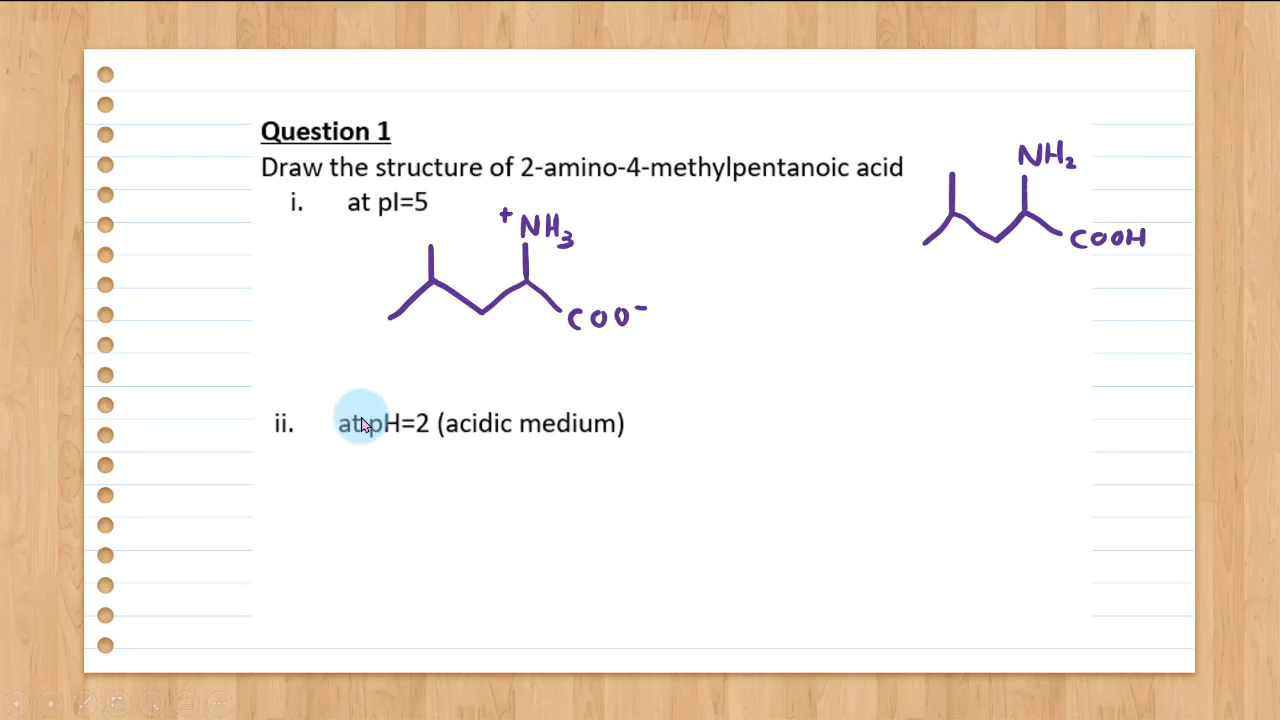 Question 1
Draw the structure of 2-amino-4-methylpentanoic acid
i. at pI=5
NH₂
COOH
⁺NH₃
COO⁻
ii. at pH=2 (acidic medium)